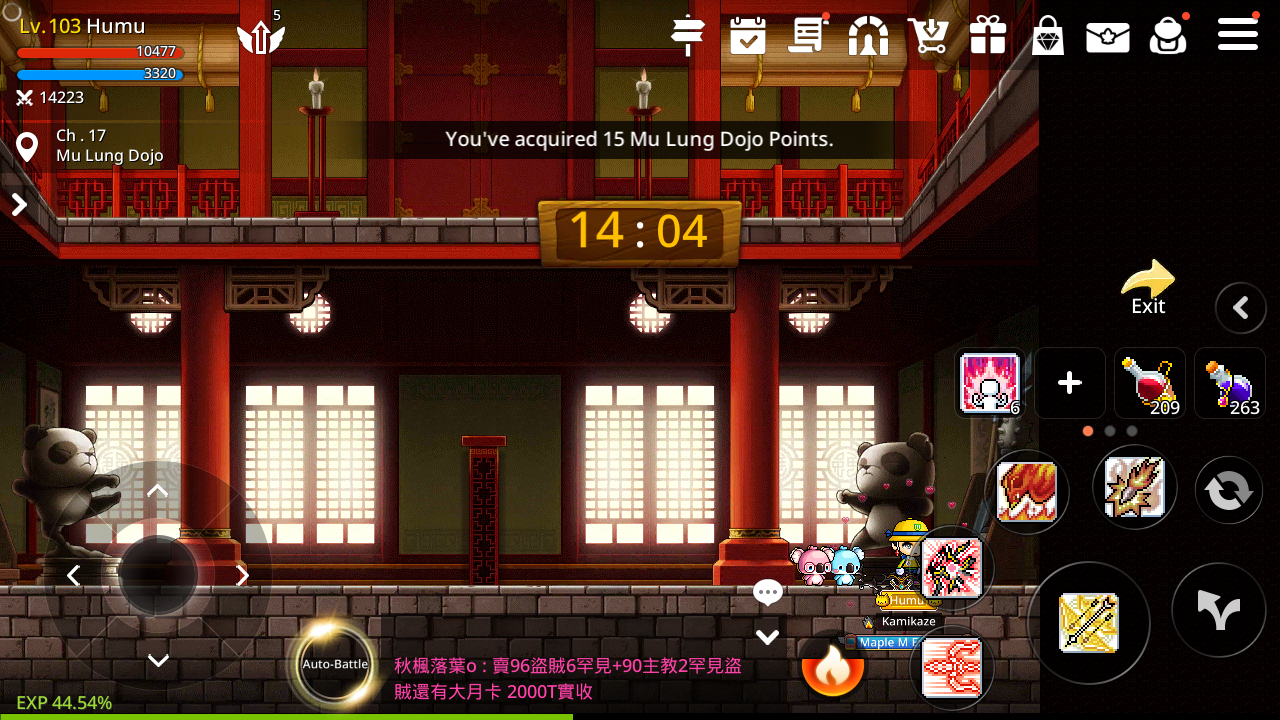 Lv.103 Humu
5
10477
3320
14223
Ch . 17
Mu Lung Dojo
You've acquired 15 Mu Lung Dojo Points.
14 : 04
Exit
6
209
263
Humu
Kamikaze
Maple M
Auto-Battle
秋楓落葉o : 賣96盜賊6罕見+90主教2罕見盜
賊還有大月卡 2000T實收
EXP 44.54%